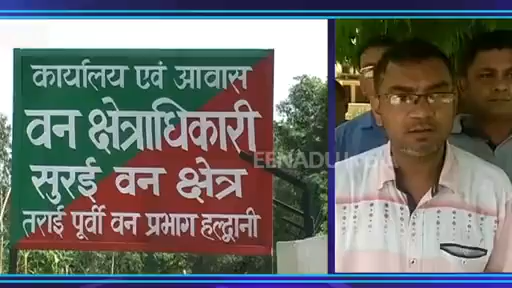 कार्यालय एवं आवास
वन क्षेत्राधिकारी
सुरई वन क्षेत्र
तराई पूर्वी वन प्रभाग हल्द्वानी
EENADU